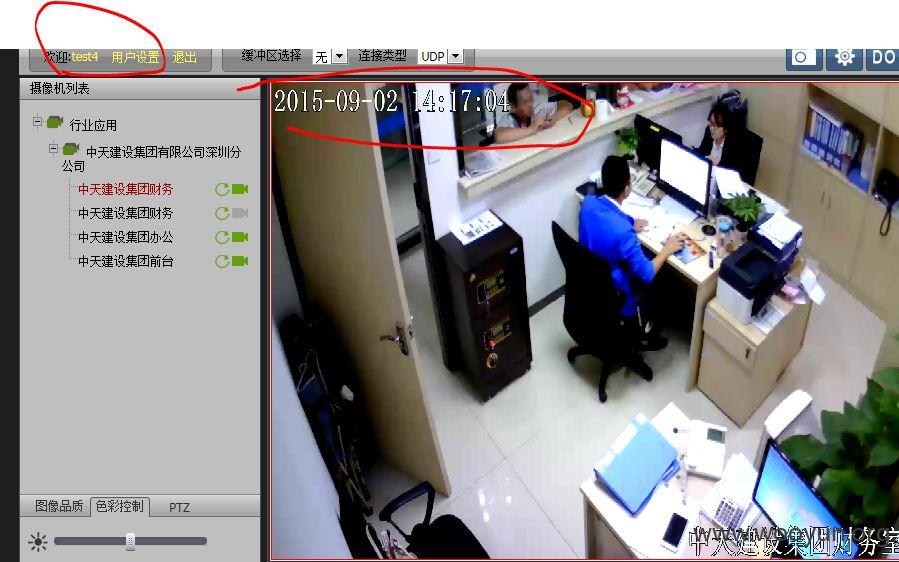 欢迎:test4 用户设置 退出 缓冲区选择 无 连接类型 UDP DO
摄像机列表
2015-09-02 14:17:04
行业应用
中天建设集团有限公司深圳分
公司
中天建设集团财务
中天建设集团财务
中天建设集团办公
中天建设集团前台
图像品质 色彩控制 PTZ
中天建设集团财务室